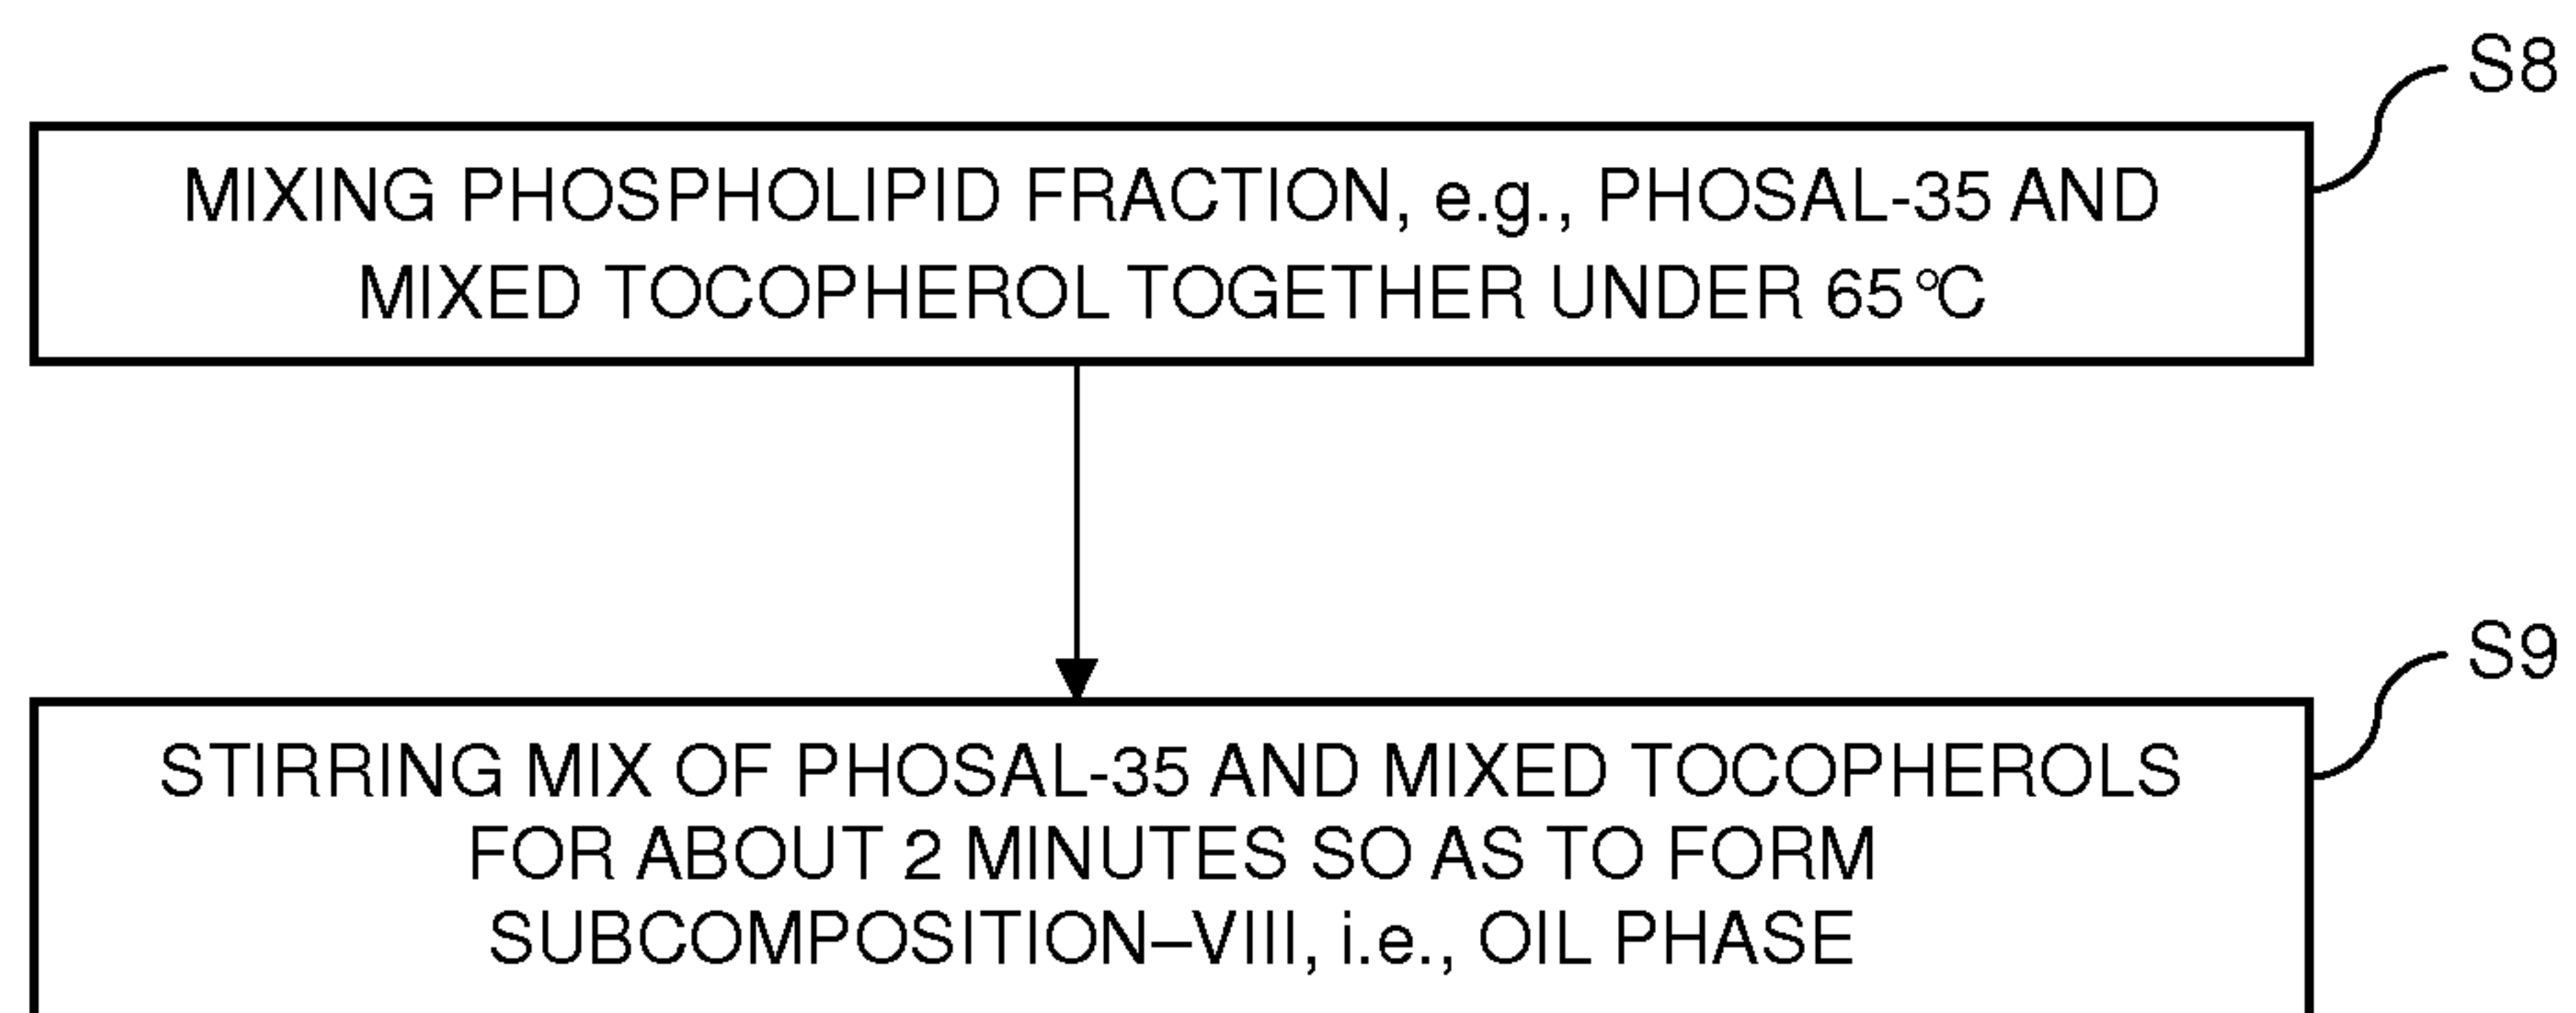 S8
MIXING PHOSPHOLIPID FRACTION, e.g., PHOSAL-35 AND
MIXED TOCOPHEROL TOGETHER UNDER 65°C
S9
STIRRING MIX OF PHOSAL-35 AND MIXED TOCOPHEROLS
FOR ABOUT 2 MINUTES SO AS TO FORM
SUBCOMPOSITION–VIII, i.e., OIL PHASE